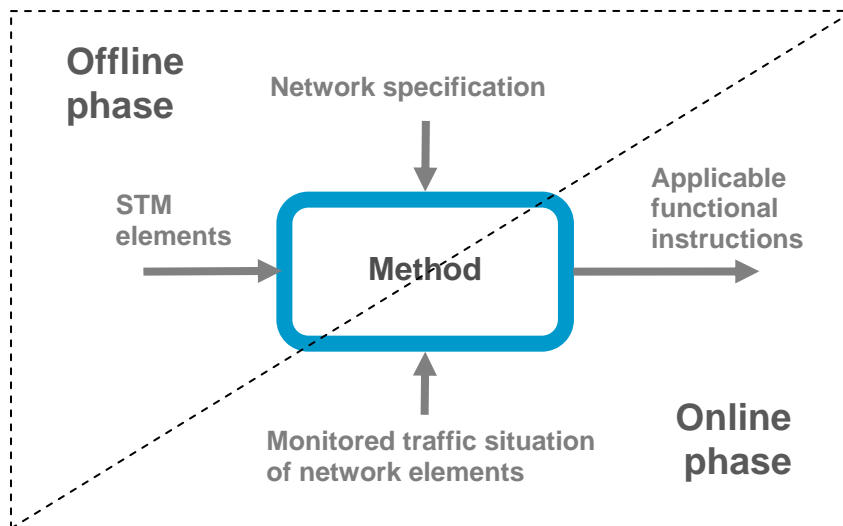 Offline
phase
Network specification
STM
elements
Applicable
functional
instructions
Method
Monitored traffic situation
of network elements
Online
phase